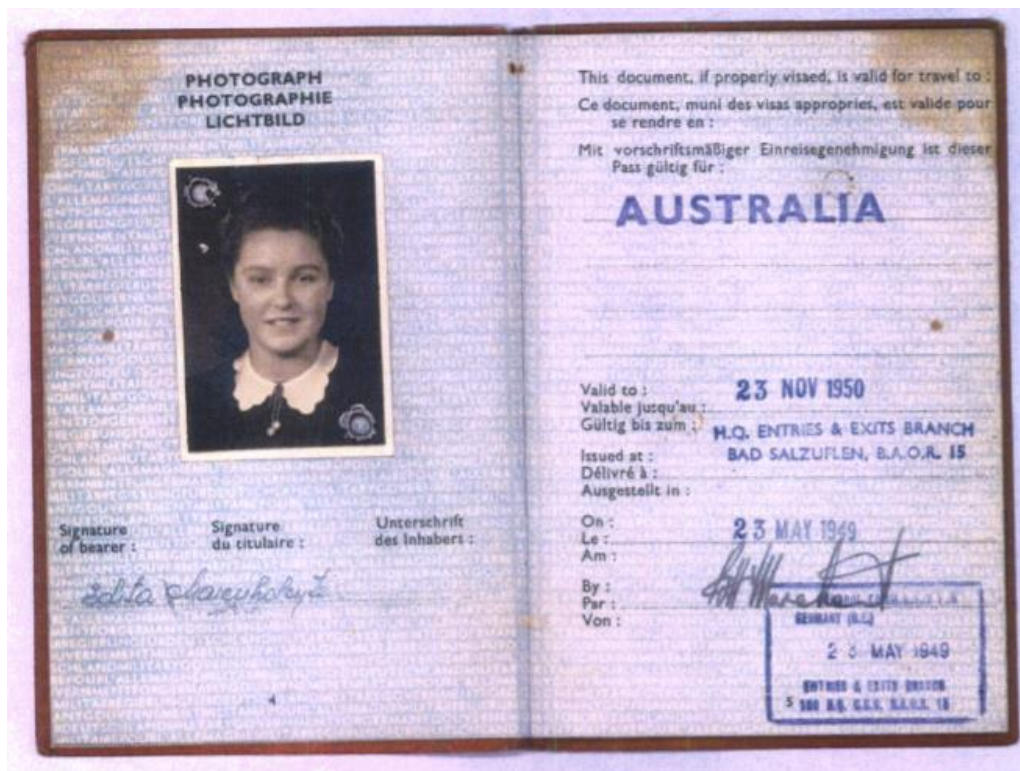 PHOTOGRAPH
PHOTOGRAPHIE
LICHTBILD
Signature
of bearer :
Signature
du titulaire :
Unterschrift
des Inhabers :
4
This document, if properly visaed, is valid for travel to :
Ce document, muni des visas appropries, est valide pour
se rendre en :
Mit vorschriftsmäßiger Einreisegenehmigung ist dieser
Pass gültig für :
AUSTRALIA
Valid to :
Valable jusqu'au :
Gültig bis zum :
23 NOV 1950
Issued at :
Délivré à :
Ausgestellt in :
H.Q. ENTRIES & EXITS BRANCH
BAD SALZUFLEN, B.A.O.R. 15
On :
Le :
Am :
23 MAY 1949
By :
Par :
Von :
GERMANY
MAY 1949
ENTRIES & EXITS BRANCH
5